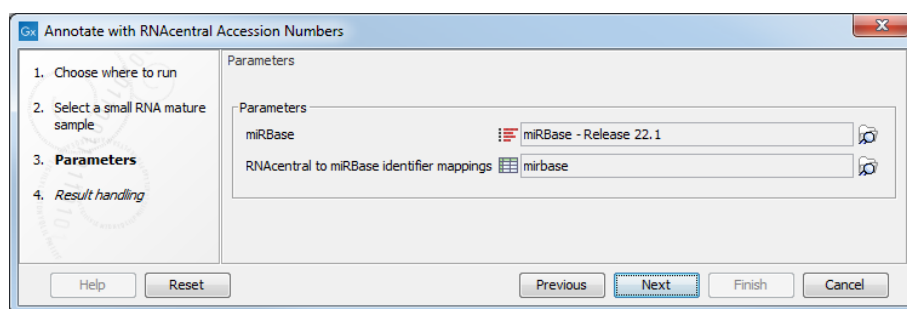 Gx Annotate with RNAcentral Accession Numbers
1. Choose where to run
2. Select a small RNA mature
sample
3. Parameters
4. Result handling
Parameters
Parameters
miRBase miRBase - Release 22.1
RNAcentral to miRBase identifier mappings mirbase
Help Reset Previous Next Finish Cancel